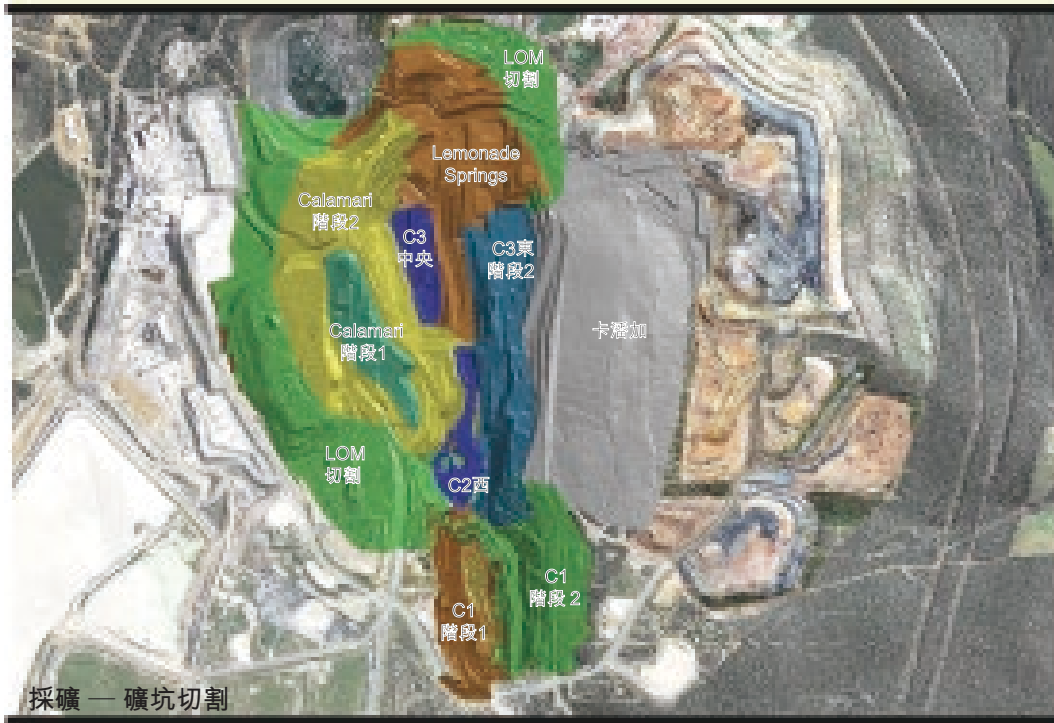 LOM
切割
Lemonade
Springs
Calamari
階段2
C3
中央
C3東
階段2
Calamari
階段1
卡潘加
LOM
切割
C2西
C1
階段 2
C1
階段1
採礦 — 礦坑切割